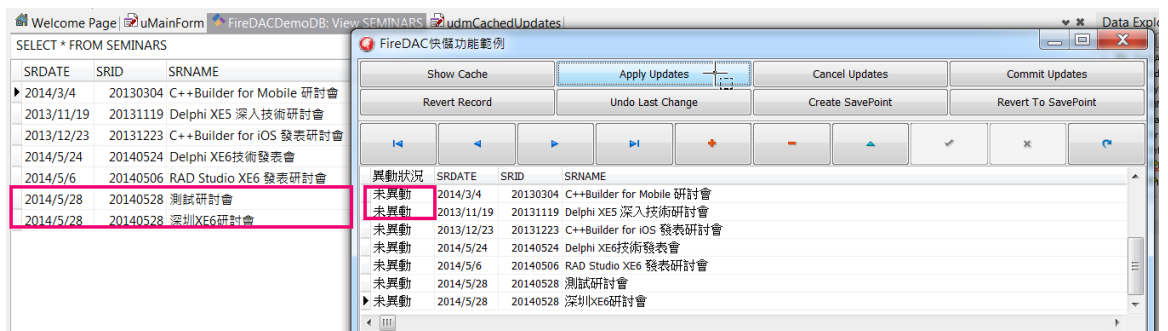 Welcome Page uMainForm FireDACDemoDB: View SEMINARS udmCachedUpdates
Data Explo
SELECT * FROM SEMINARS
SRDATE SRID SRNAME
2014/3/4 20130304 C++Builder for Mobile 研討會
2013/11/19 20131119 Delphi XE5 深入技術研討會
2013/12/23 20131223 C++Builder for iOS 發表研討會
2014/5/24 20140524 Delphi XE6技術發表會
2014/5/6 20140506 RAD Studio XE6 發表研討會
2014/5/28 20140528 測試研討會
2014/5/28 20140528 深圳XE6研討會
FireDAC快儲功能範例
Show Cache Apply Updates Cancel Updates Commit Updates
Revert Record Undo Last Change Create SavePoint Revert To SavePoint
異動狀況 SRDATE SRID SRNAME
未異動 2014/3/4 20130304 C++Builder for Mobile 研討會
未異動 2013/11/19 20131119 Delphi XE5 深入技術研討會
未異動 2013/12/23 20131223 C++Builder for iOS 發表研討會
未異動 2014/5/24 20140524 Delphi XE6技術發表會
未異動 2014/5/6 20140506 RAD Studio XE6 發表研討會
未異動 2014/5/28 20140528 測試研討會
未異動 2014/5/28 20140528 深圳XE6研討會